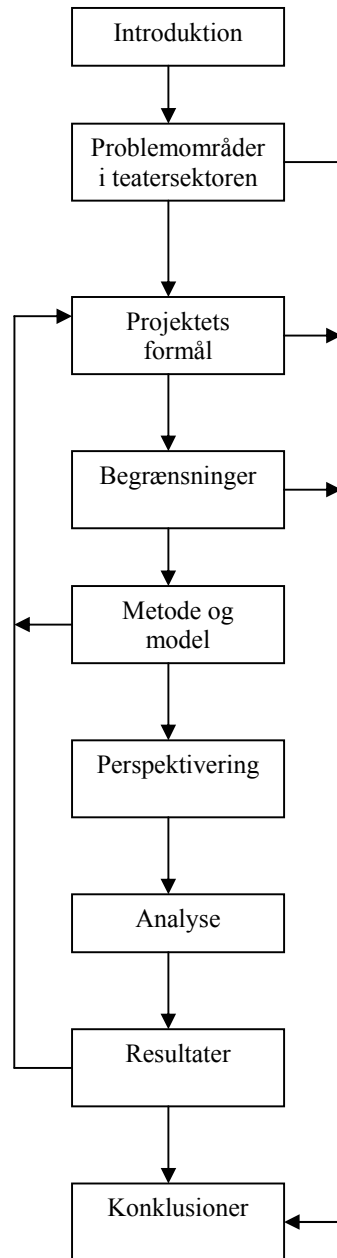 Introduktion
Problemområder
i teatersektoren
Projektets
formål
Begrænsninger
Metode og
model
Perspektivering
Analyse
Resultater
Konklusioner